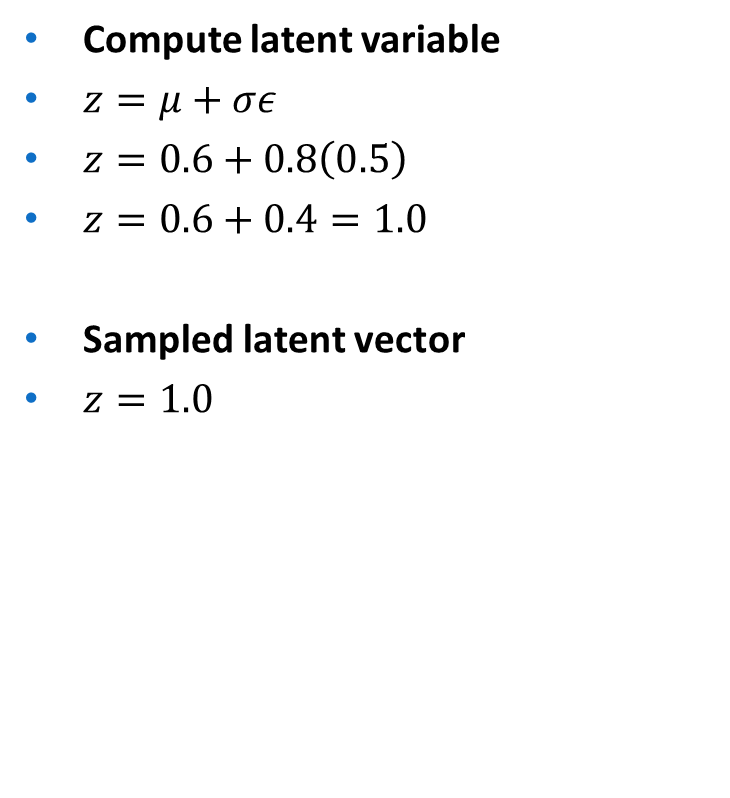 • Compute latent variable
• z = μ + σϵ
• z = 0.6 + 0.8(0.5)
• z = 0.6 + 0.4 = 1.0
• Sampled latent vector
• z = 1.0